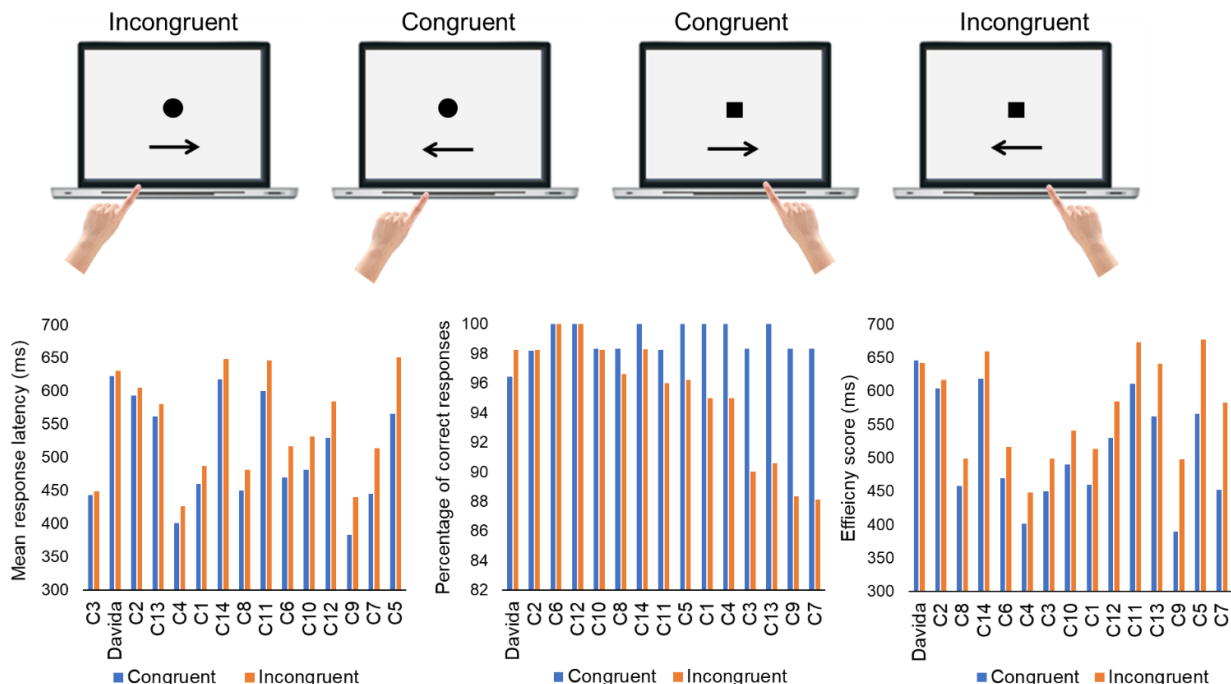 Incongruent
Congruent
Congruent
Incongruent
Mean response latency (ms)
700
650
600
550
500
450
400
350
300
C3 Davida C2 C13 C4 C1 C14 C8 C11 C6 C10 C12 C9 C7 C5
Congruent Incongruent
Percentage of correct responses
100
98
96
94
92
90
88
86
84
82
Davida C2 C6 C12 C10 C8 C14 C11 C5 C1 C4 C3 C13 C9 C7
Congruent Incongruent
Effieicny score (ms)
700
650
600
550
500
450
400
350
300
Davida C2 C8 C14 C6 C4 C3 C10 C1 C12 C11 C13 C9 C5 C7
Congruent Incongruent